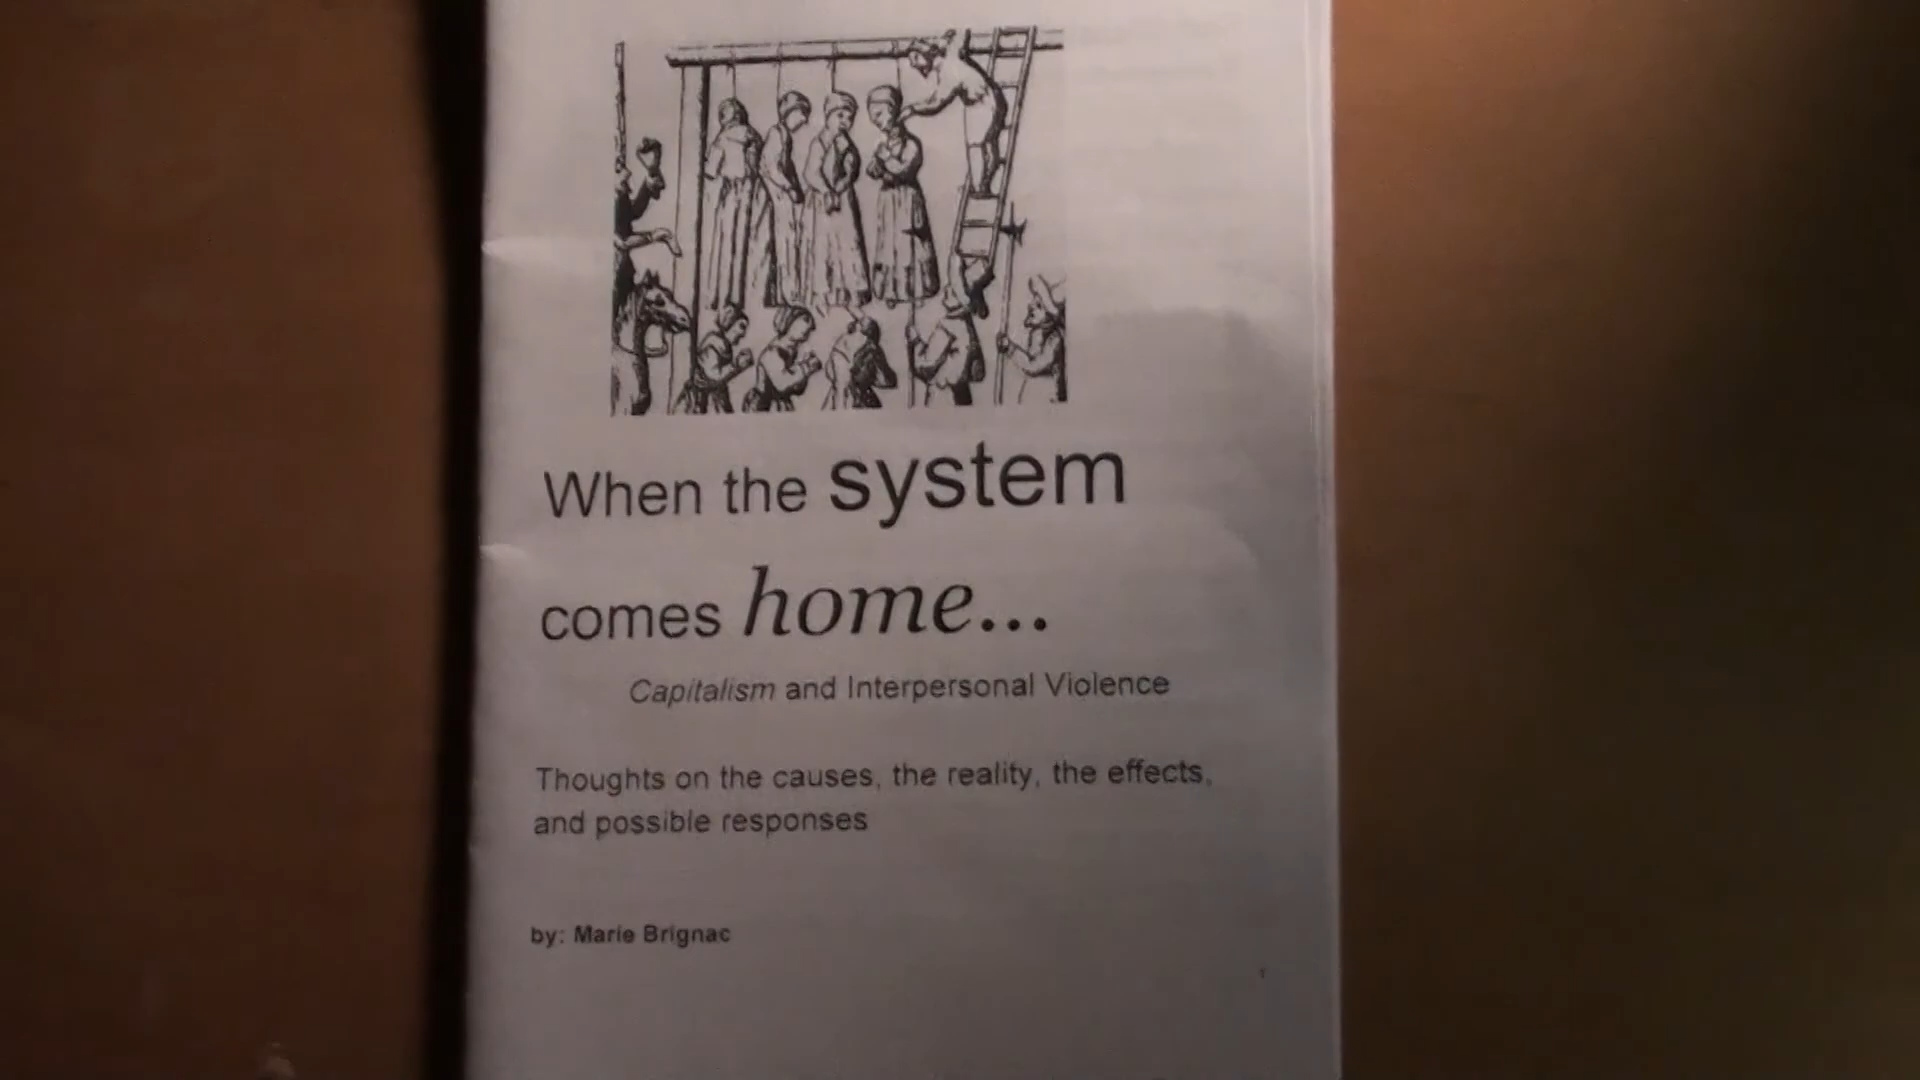 When the system
comes home...
Capitalism and Interpersonal Violence
Thoughts on the causes, the reality, the effects,
and possible responses
by: Marie Brignac